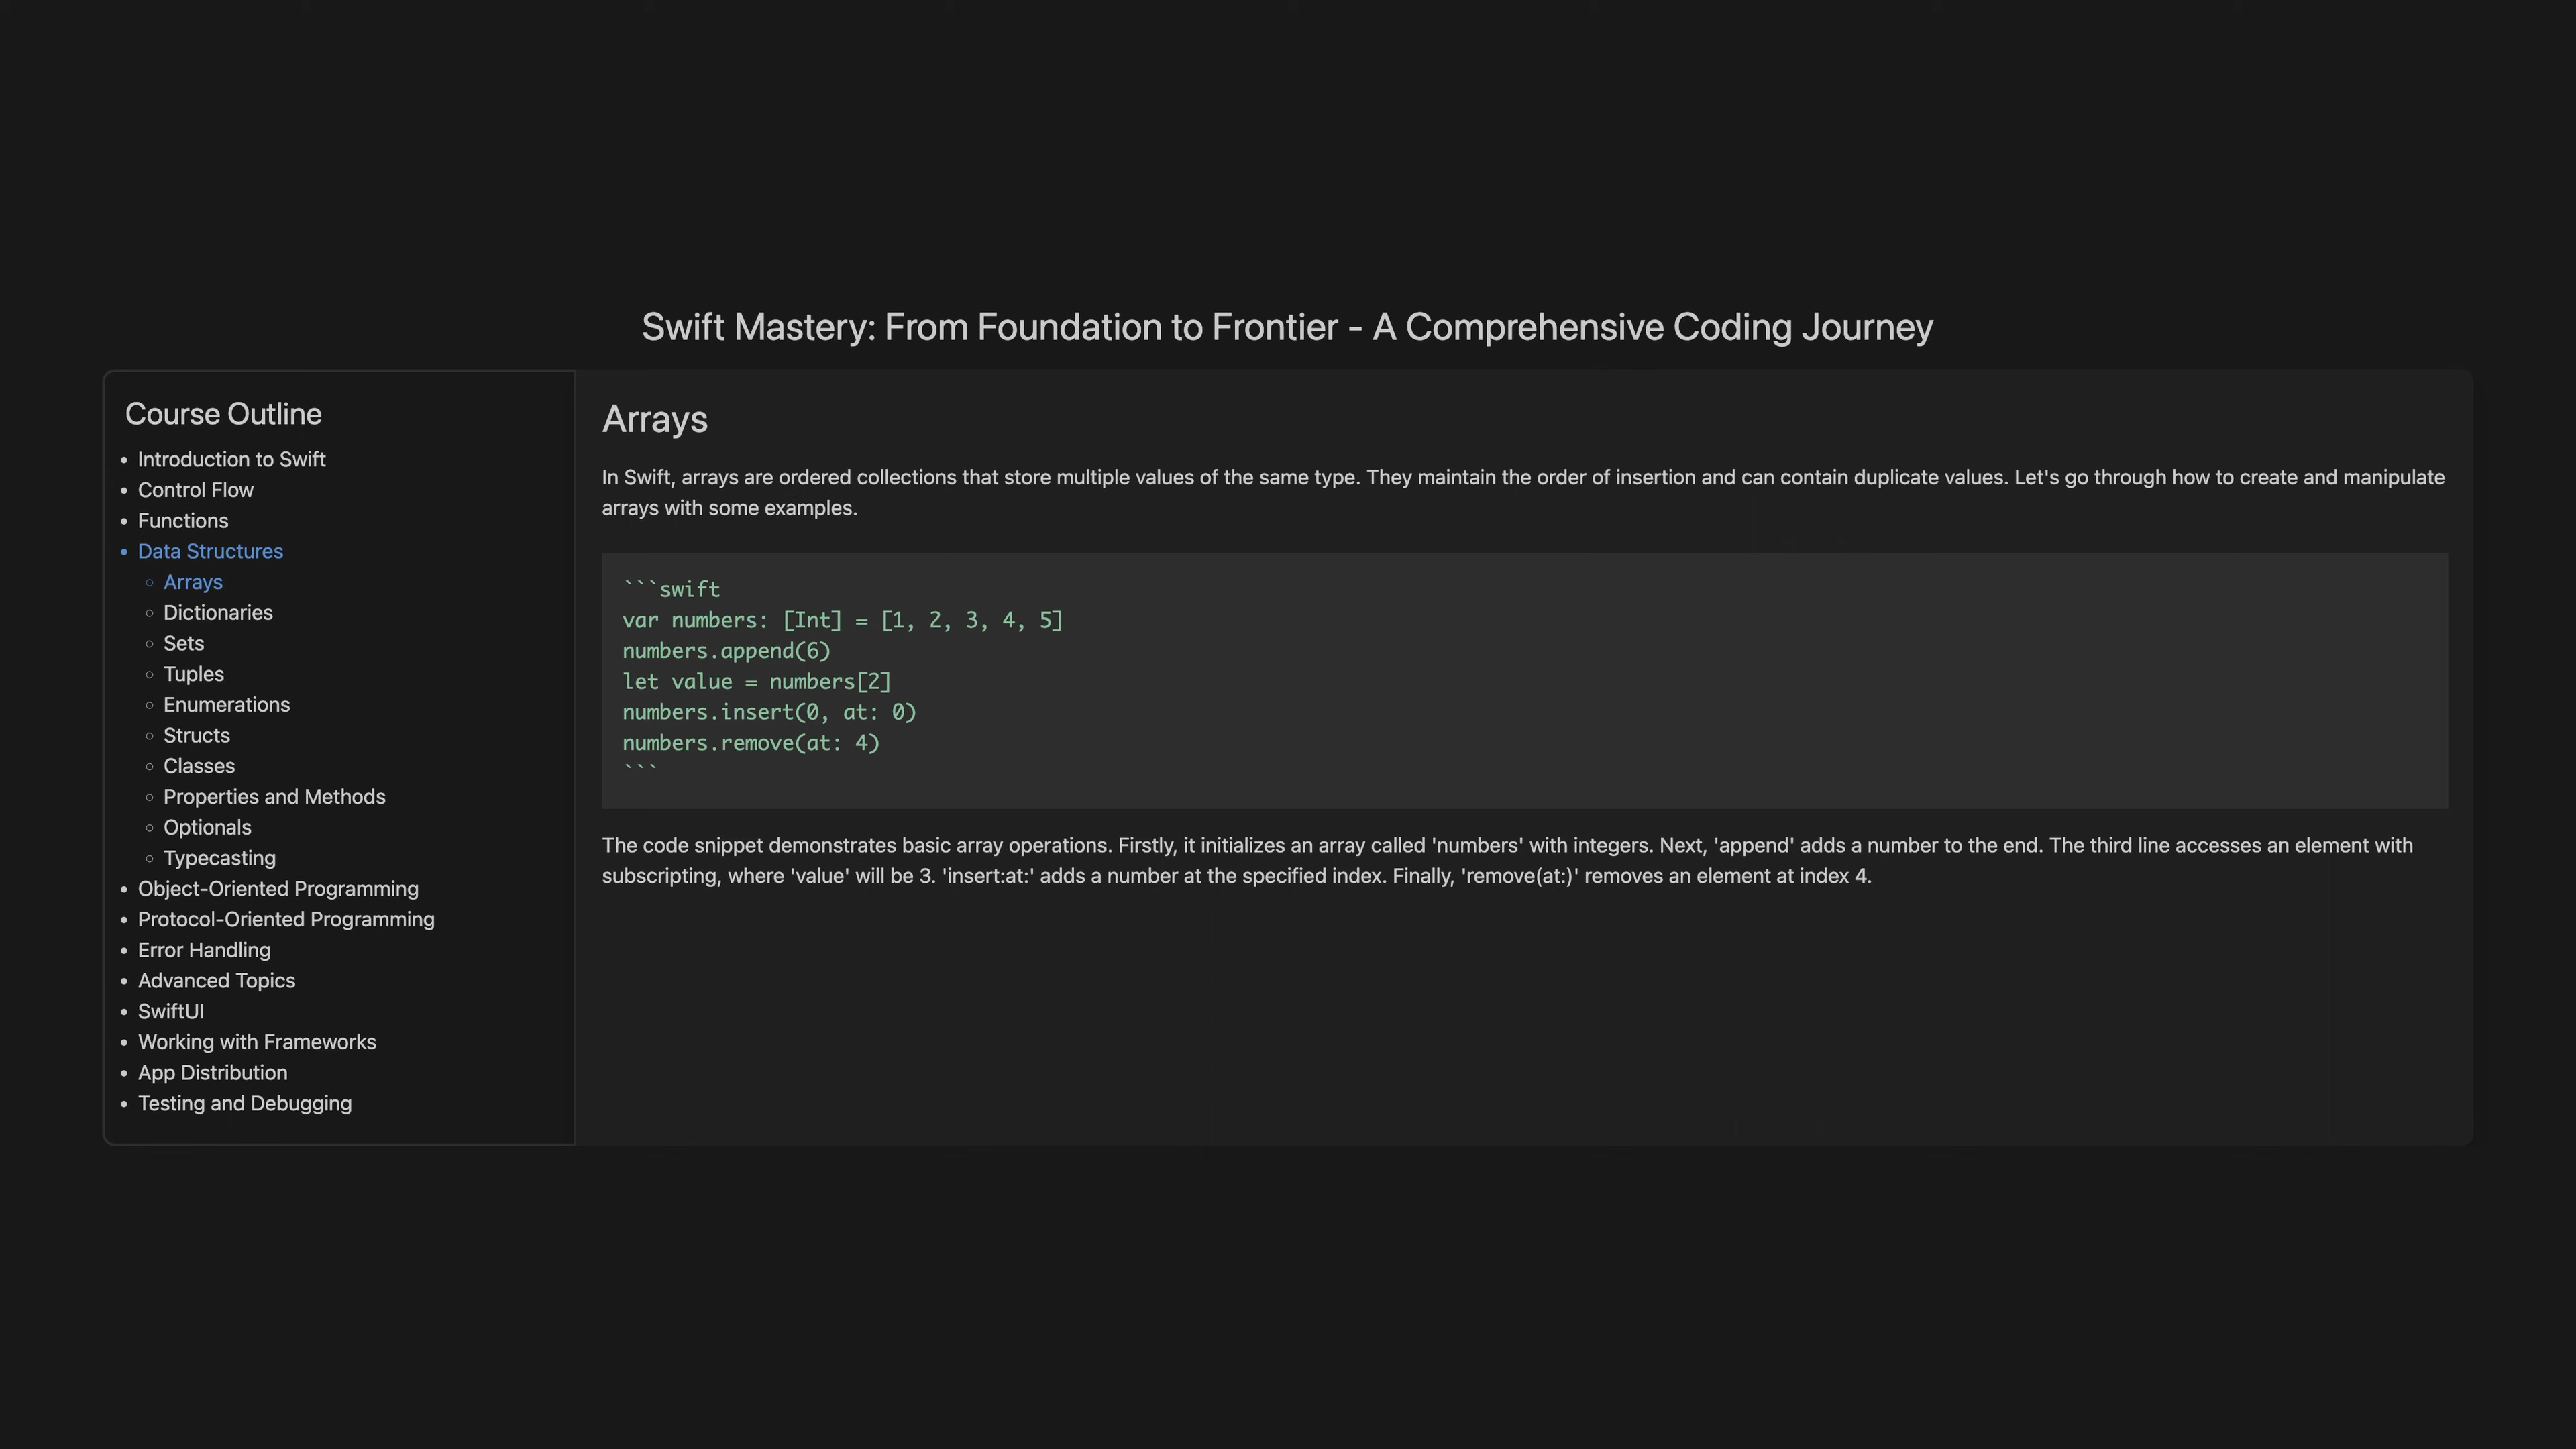 Swift Mastery: From Foundation to Frontier - A Comprehensive Coding Journey
Course Outline
• Introduction to Swift
• Control Flow
• Functions
• Data Structures
◦ Arrays
◦ Dictionaries
◦ Sets
◦ Tuples
◦ Enumerations
◦ Structs
◦ Classes
◦ Properties and Methods
◦ Optionals
◦ Typecasting
• Object-Oriented Programming
• Protocol-Oriented Programming
• Error Handling
• Advanced Topics
• SwiftUI
• Working with Frameworks
• App Distribution
• Testing and Debugging
Arrays
In Swift, arrays are ordered collections that store multiple values of the same type. They maintain the order of insertion and can contain duplicate values. Let's go through how to create and manipulate
arrays with some examples.
```swift
var numbers: [Int] = [1, 2, 3, 4, 5]
numbers.append(6)
let value = numbers[2]
numbers.insert(0, at: 0)
numbers.remove(at: 4)
```
The code snippet demonstrates basic array operations. Firstly, it initializes an array called 'numbers' with integers. Next, 'append' adds a number to the end. The third line accesses an element with
subscripting, where 'value' will be 3. 'insert:at:' adds a number at the specified index. Finally, 'remove(at:)' removes an element at index 4.